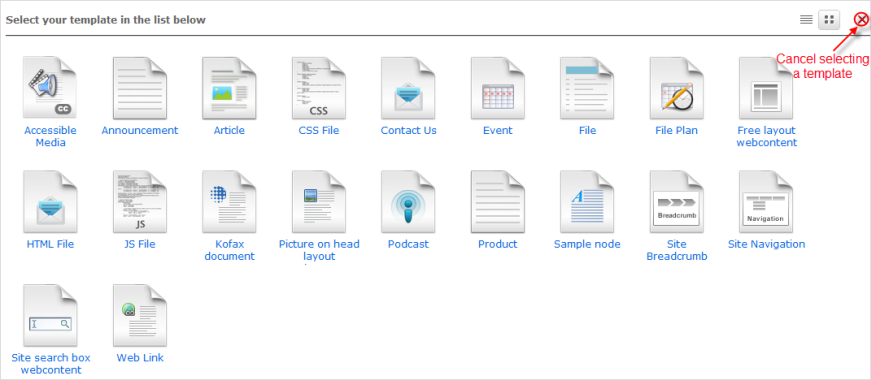 Select your template in the list below
Cancel selecting
a template
CC
CSS
Accessible
Media
Announcement
Article
CSS File
Contact Us
Event
File
File Plan
Free layout
webcontent
JS
Breadcrumb
Navigation
HTML File
JS File
Kofax
document
Picture on head
layout
Podcast
Product
A
Sample node
Site
Breadcrumb
Site Navigation
Site search box
webcontent
Web Link